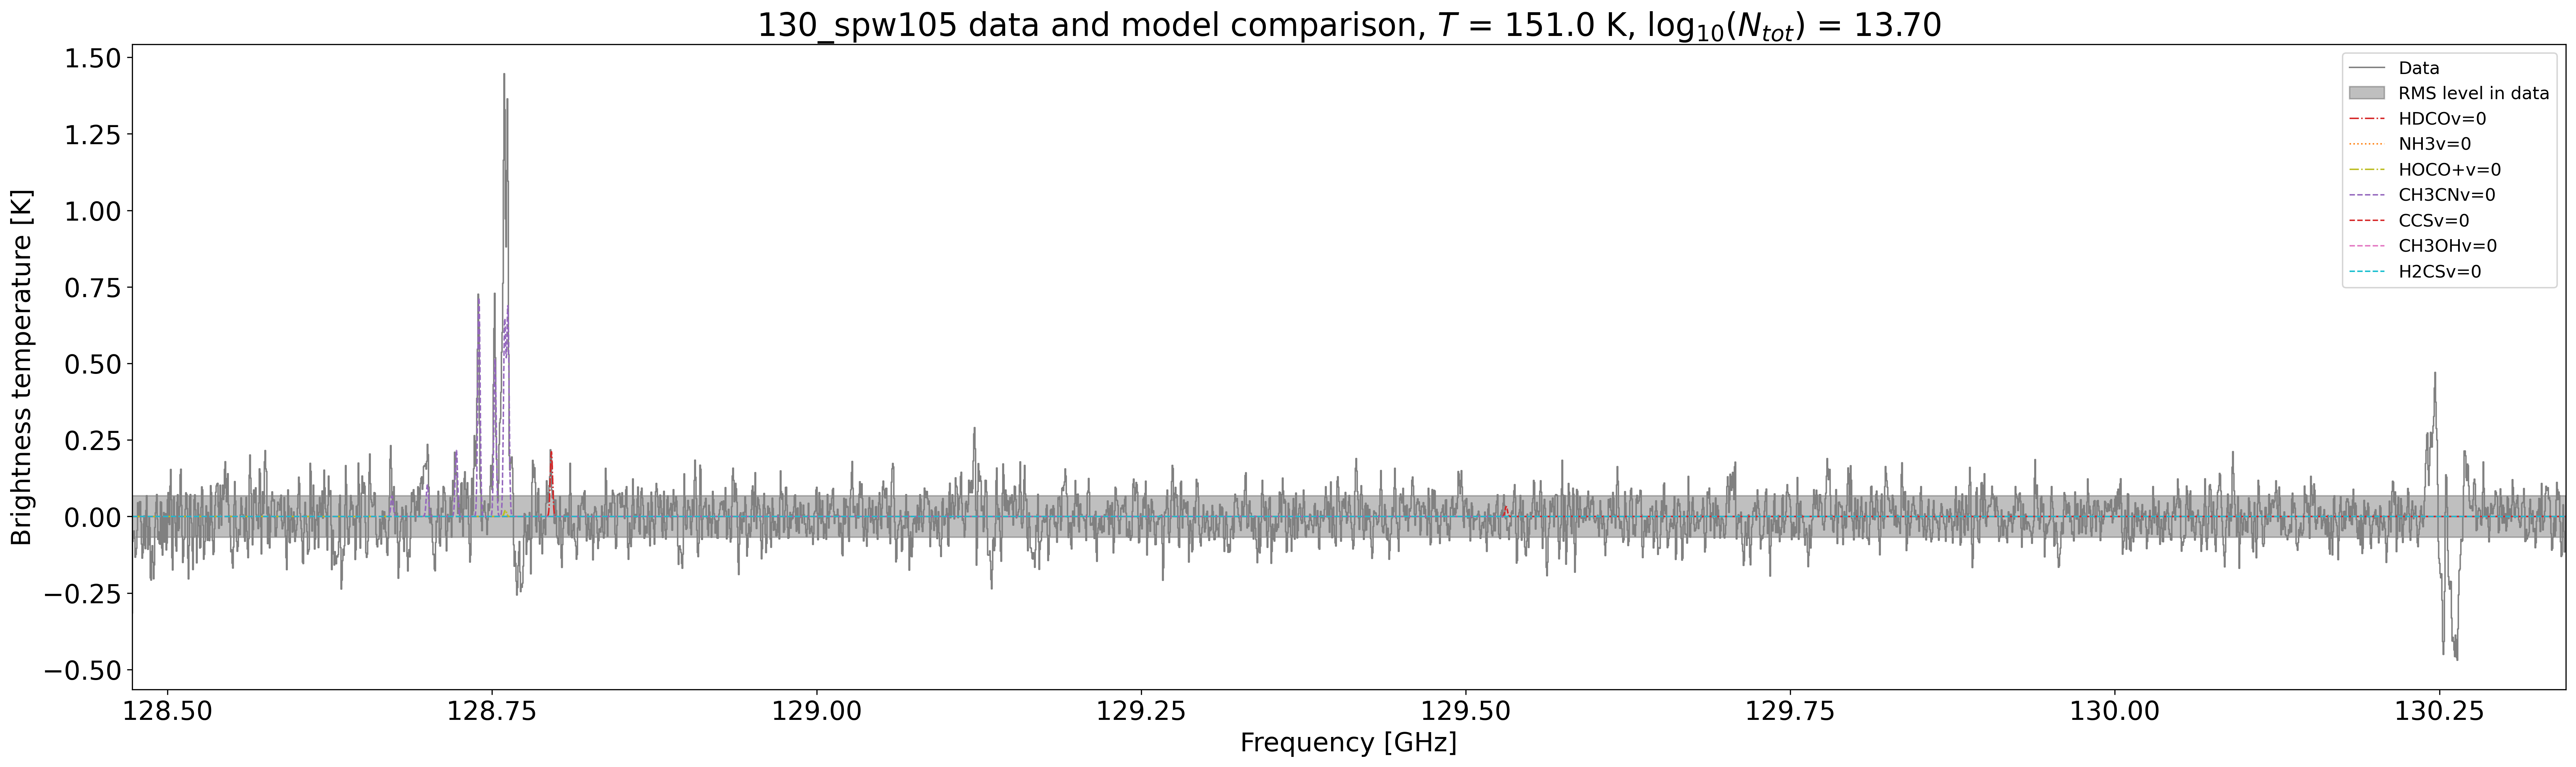 130_spw105 data and model comparison, T = 151.0 K, log₁₀(Nₜₒₜ) = 13.70
Brightness temperature [K]
1.50
1.25
1.00
0.75
0.50
0.25
0.00
−0.25
−0.50
Data
RMS level in data
HDCOv=0
NH3v=0
HOCO+v=0
CH3CNv=0
CCSv=0
CH3OHv=0
H2CSv=0
128.50 128.75 129.00 129.25 129.50 129.75 130.00 130.25
Frequency [GHz]